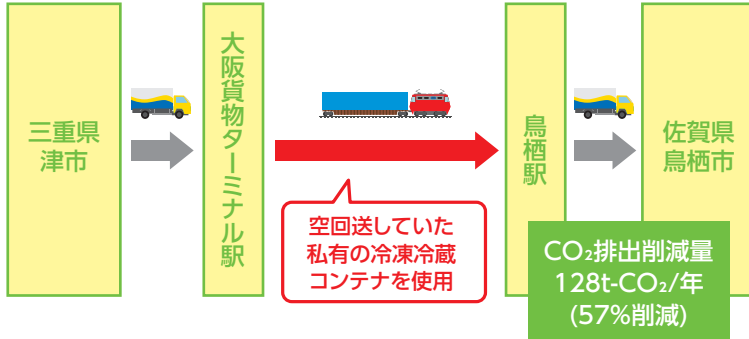 三重県
津市
大阪貨物ターミナル駅
空回送していた
私有の冷凍冷蔵
コンテナを使用
鳥栖駅
佐賀県
鳥栖市
CO₂排出削減量
128t-CO₂/年
(57%削減)